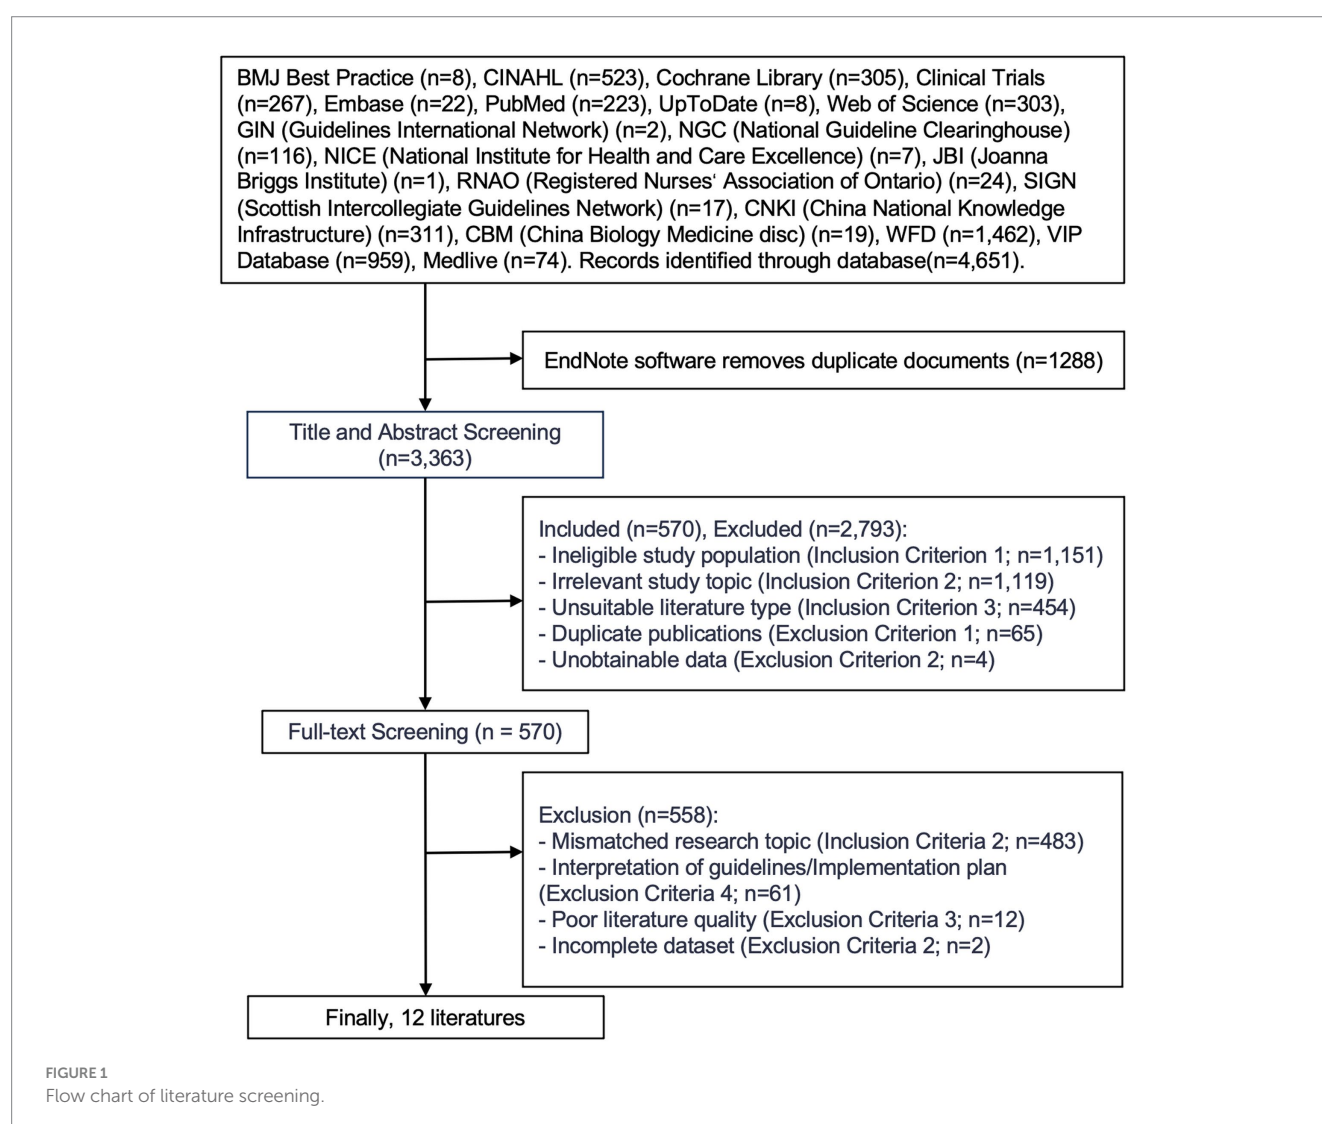 BMJ Best Practice (n=8), CINAHL (n=523), Cochrane Library (n=305), Clinical Trials
(n=267), Embase (n=22), PubMed (n=223), UpToDate (n=8), Web of Science (n=303),
GIN (Guidelines International Network) (n=2), NGC (National Guideline Clearinghouse)
(n=116), NICE (National Institute for Health and Care Excellence) (n=7), JBI (Joanna
Briggs Institute) (n=1), RNAO (Registered Nurses‘ Association of Ontario) (n=24), SIGN
(Scottish Intercollegiate Guidelines Network) (n=17), CNKI (China National Knowledge
Infrastructure) (n=311), CBM (China Biology Medicine disc) (n=19), WFD (n=1,462), VIP
Database (n=959), Medlive (n=74). Records identified through database(n=4,651).
EndNote software removes duplicate documents (n=1288)
Title and Abstract Screening
(n=3,363)
Included (n=570), Excluded (n=2,793):
- Ineligible study population (Inclusion Criterion 1; n=1,151)
- Irrelevant study topic (Inclusion Criterion 2; n=1,119)
- Unsuitable literature type (Inclusion Criterion 3; n=454)
- Duplicate publications (Exclusion Criterion 1; n=65)
- Unobtainable data (Exclusion Criterion 2; n=4)
Full-text Screening (n = 570)
Exclusion (n=558):
- Mismatched research topic (Inclusion Criteria 2; n=483)
- Interpretation of guidelines/Implementation plan
(Exclusion Criteria 4; n=61)
- Poor literature quality (Exclusion Criteria 3; n=12)
- Incomplete dataset (Exclusion Criteria 2; n=2)
Finally, 12 literatures
FIGURE 1
Flow chart of literature screening.